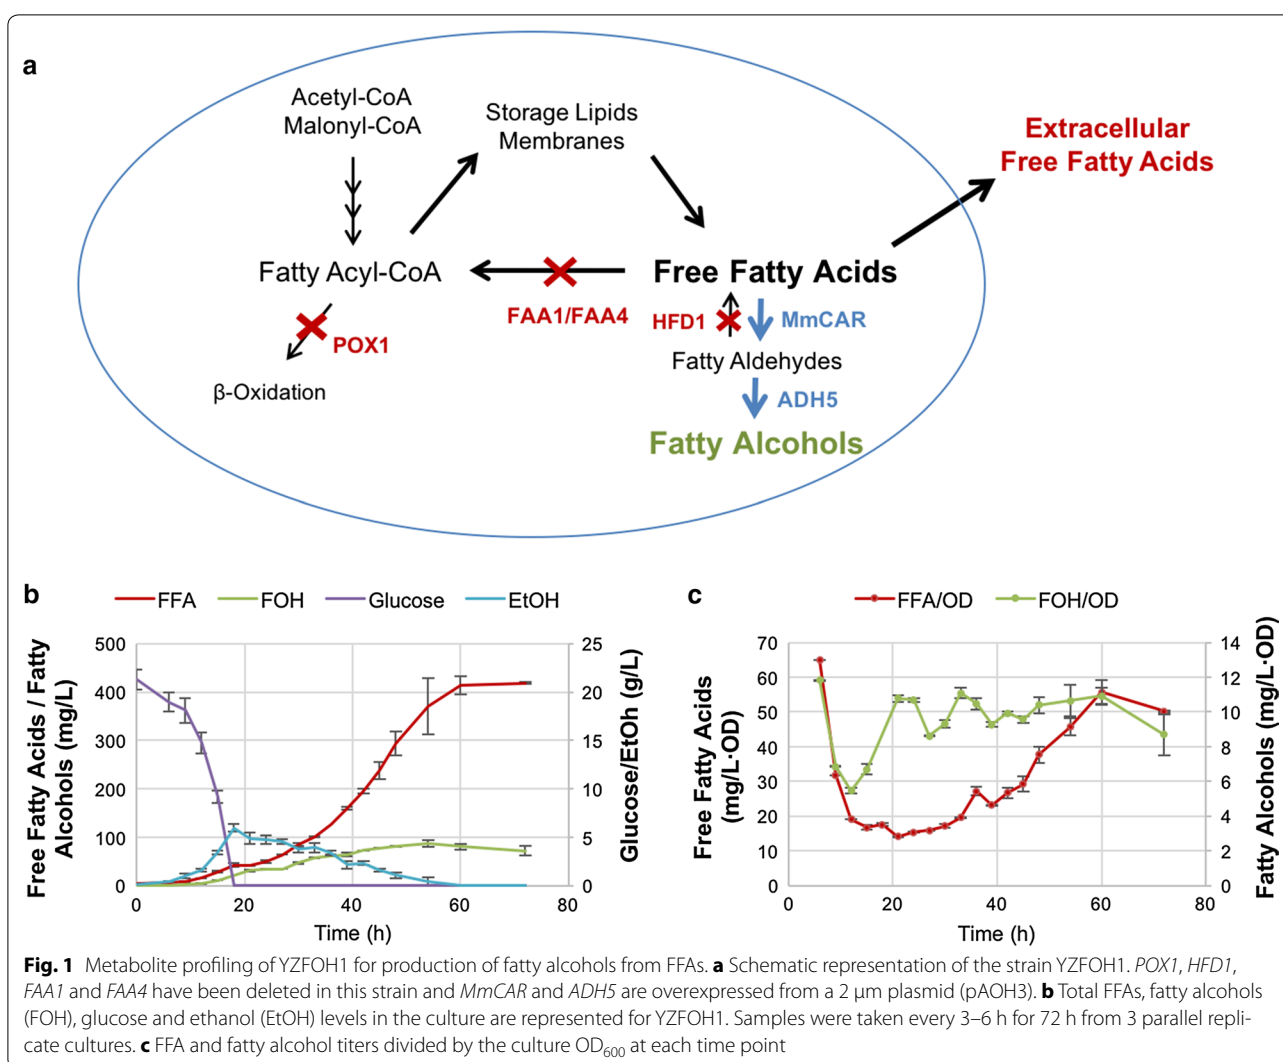 a
Acetyl-CoA
Malonyl-CoA
Storage Lipids
Membranes
Extracellular
Free Fatty Acids
Fatty Acyl-CoA
Free Fatty Acids
FAA1/FAA4
HFD1
MmCAR
POX1
Fatty Aldehydes
β-Oxidation
ADH5
Fatty Alcohols
b
FFA FOH Glucose EtOH
Free Fatty Acids / Fatty
Alcohols (mg/L)
500
400
300
200
100
0
25
20
15
10
5
0
Glucose/EtOh (g/L)
0 20 40 60 80
Time (h)
c
FFA/OD FOH/OD
Free Fatty Acids
(mg/L·OD)
70
60
50
40
30
20
10
0
14
12
10
8
6
4
2
0
Fatty Alcohols (mg/L·OD)
0 20 40 60 80
Time (h)
Fig. 1 Metabolite profiling of YZFOH1 for production of fatty alcohols from FFAs. a Schematic representation of the strain YZFOH1. POX1, HFD1,
FAA1 and FAA4 have been deleted in this strain and MmCAR and ADH5 are overexpressed from a 2 µm plasmid (pAOH3). b Total FFAs, fatty alcohols
(FOH), glucose and ethanol (EtOH) levels in the culture are represented for YZFOH1. Samples were taken every 3–6 h for 72 h from 3 parallel repli-
cate cultures. c FFA and fatty alcohol titers divided by the culture OD600 at each time point